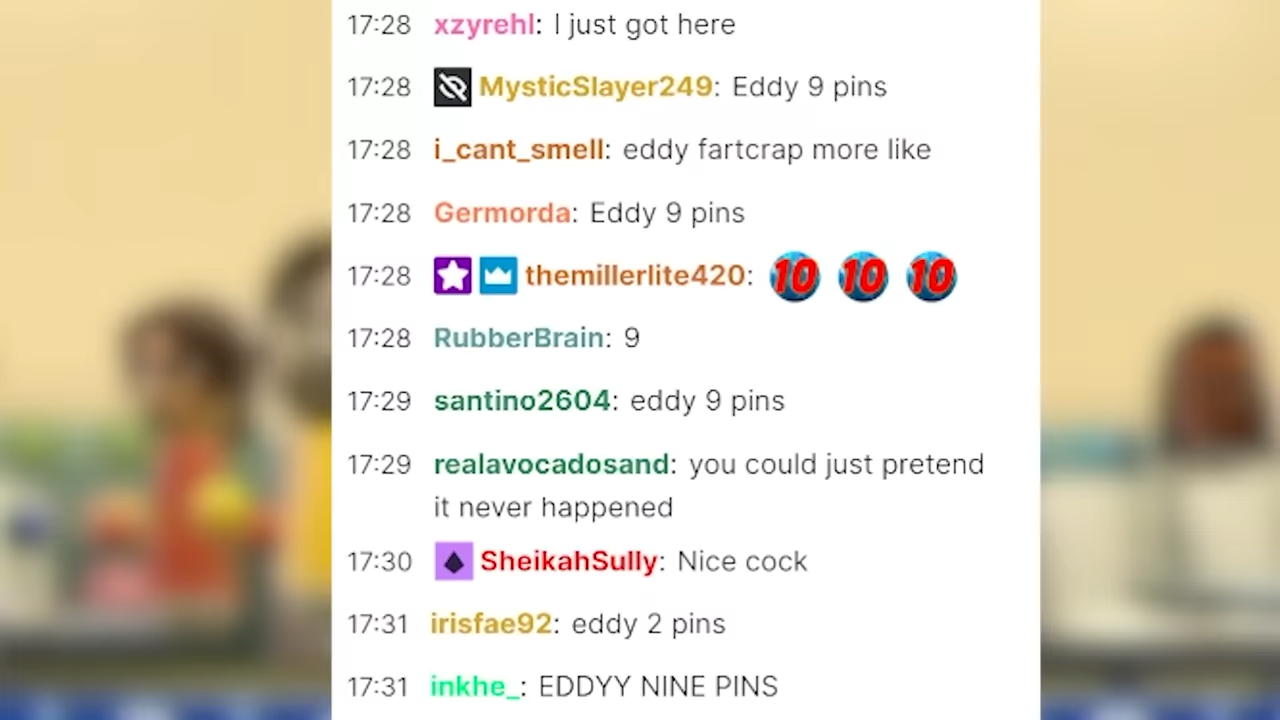 17:28 xzyrehl: I just got here
17:28 MysticSlayer249: Eddy 9 pins
17:28 i_cant_smell: eddy fartcrap more like
17:28 Germorda: Eddy 9 pins
17:28 themillerlite420: 10 10 10
17:28 RubberBrain: 9
17:29 santino2604: eddy 9 pins
17:29 realavocadosand: you could just pretend
it never happened
17:30 SheikahSully: Nice cock
17:31 irisfae92: eddy 2 pins
17:31 inkhe_: EDDYY NINE PINS